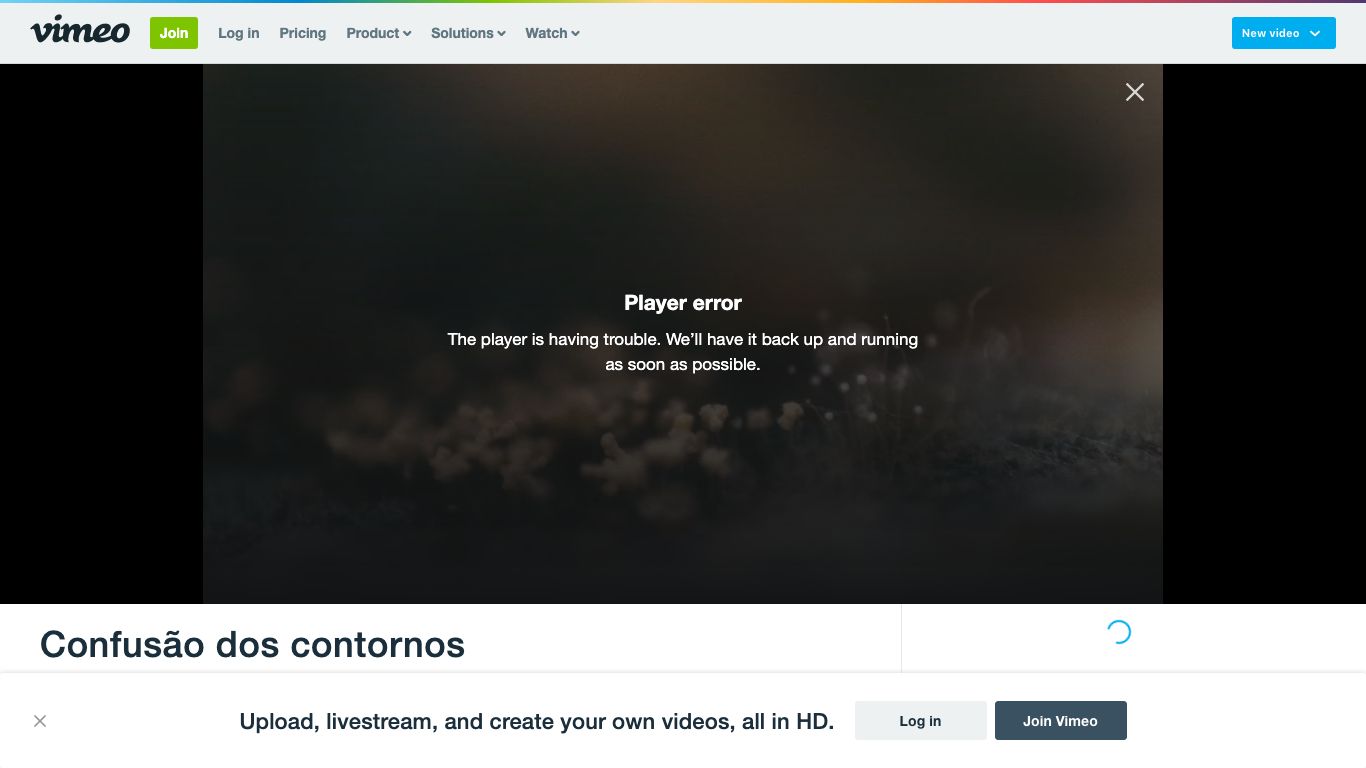 vimeo
Join
Log in
Pricing
Product
Solutions
Watch
New video
Player error
The player is having trouble. We’ll have it back up and running
as soon as possible.
Confusão dos contornos
Upload, livestream, and create your own videos, all in HD.
Log in
Join Vimeo